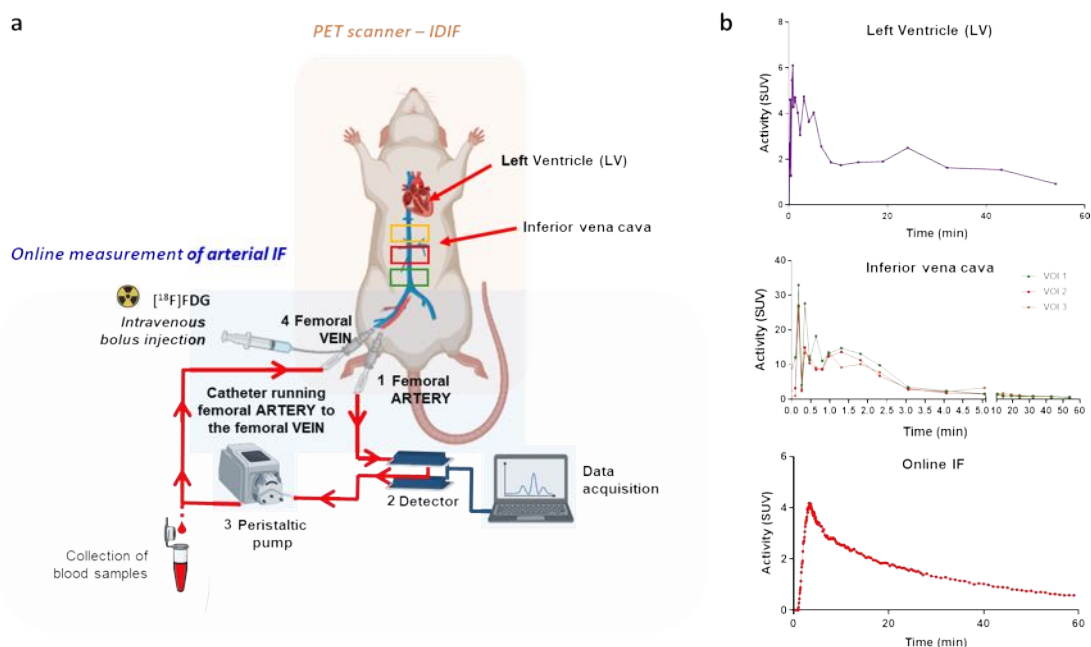 a
PET scanner – IDIF
Left Ventricle (LV)
Inferior vena cava
Online measurement of arterial IF
[¹⁸F]FDG
Intravenous
bolus injection
4 Femoral
VEIN
1 Femoral
ARTERY
Catheter running
femoral ARTERY to
the femoral VEIN
Data
acquisition
2 Detector
3 Peristaltic
pump
Collection of
blood samples
b
Left Ventricle (LV)
Activity (SUV)
8
6
4
2
0
0 20 40 60
Time (min)
Inferior vena cava
Activity (SUV)
40
30
20
10
0
VOI 1
VOI 2
VOI 3
0.0 0.5 1.0 1.5 2.0 2.5 3.0 3.5 4.0 4.5 5.0 10 20 30 40 50 60
Time (min)
Online IF
Activity (SUV)
6
4
2
0
0 20 40 60
Time (min)